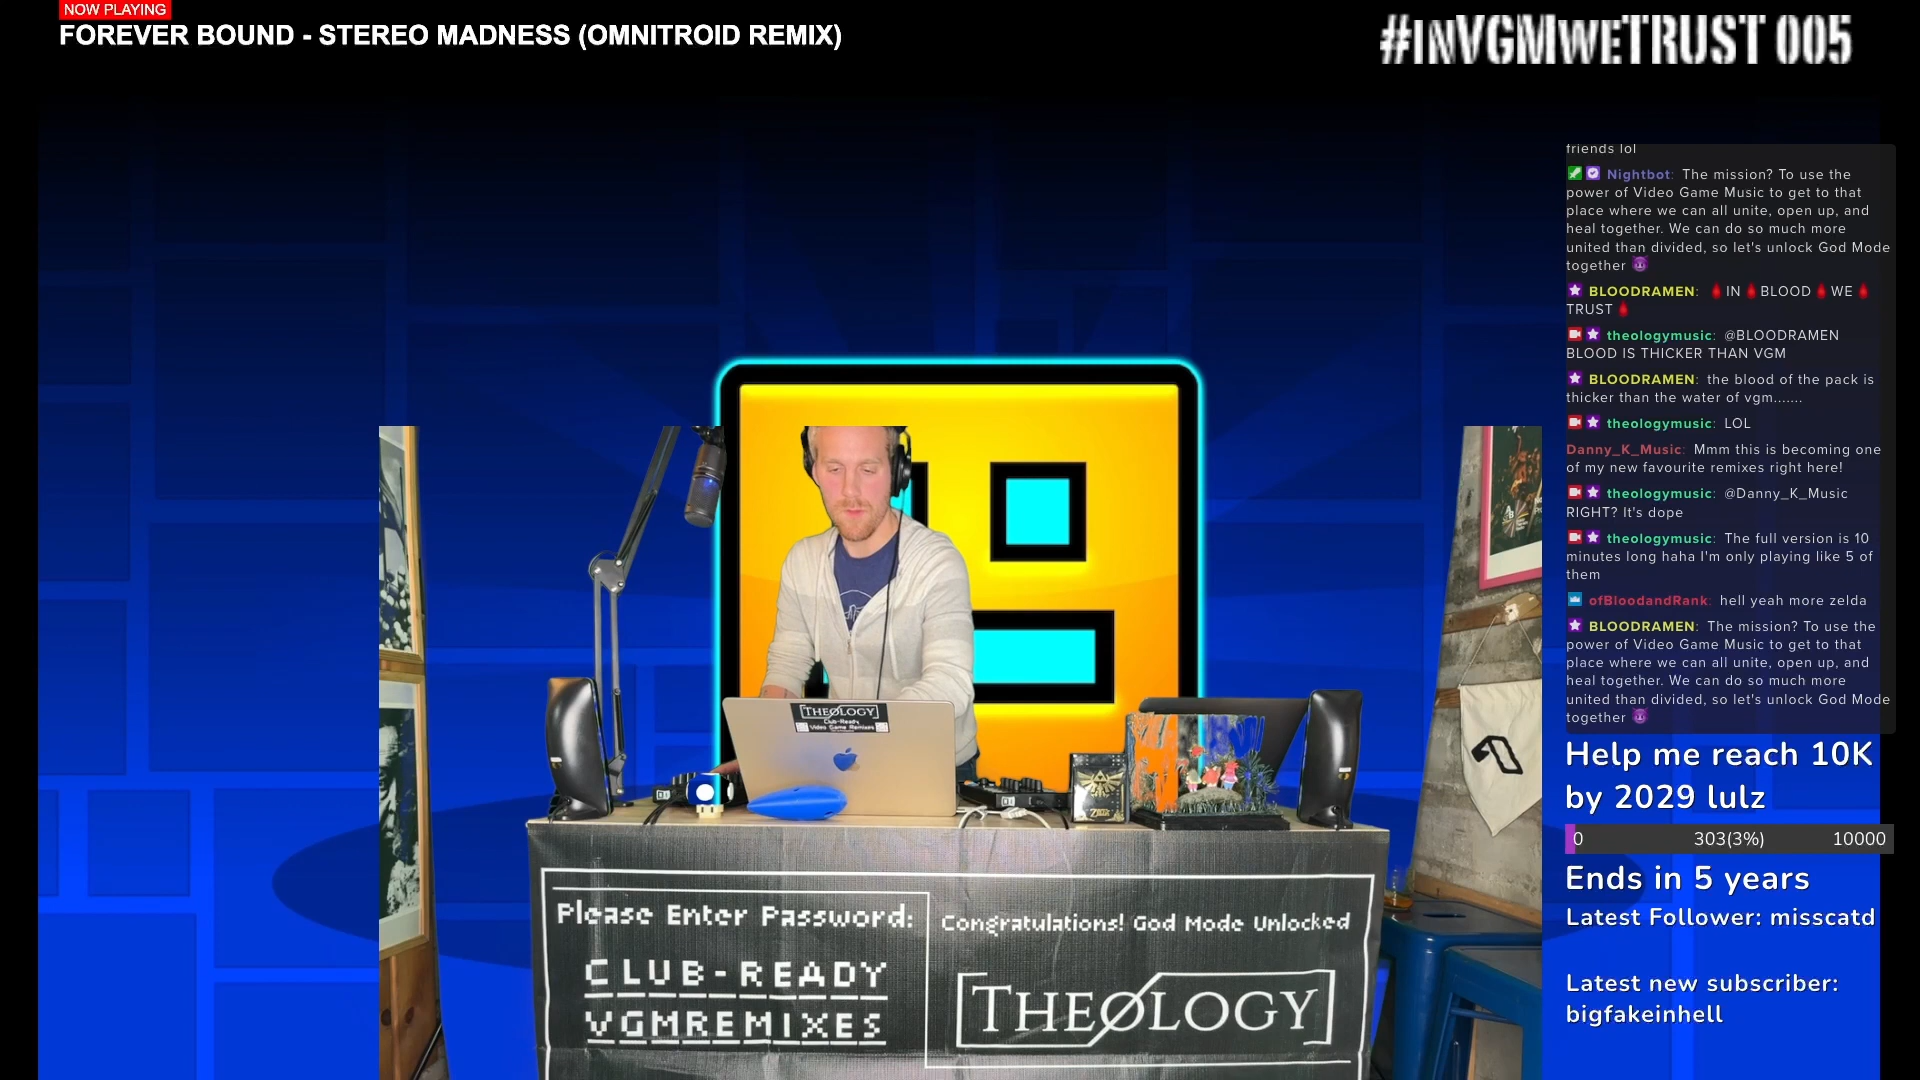 NOW PLAYING
FOREVER BOUND - STEREO MADNESS (OMNITROID REMIX)
#INVGMWETRUST 005
friends lol
Nightbot: The mission? To use the
power of Video Game Music to get to that
place where we can all unite, open up, and
heal together. We can do so much more
united than divided, so let's unlock God Mode
together 😈
BLOODRAMEN: 🩸IN🩸BLOOD🩸WE🩸
TRUST🩸
theologymusic: @BLOODRAMEN
BLOOD IS THICKER THAN VGM
BLOODRAMEN: the blood of the pack is
thicker than the water of vgm.......
theologymusic: LOL
Danny_K_Music: Mmm this is becoming one
of my new favourite remixes right here!
theologymusic: @Danny_K_Music
RIGHT? It's dope
theologymusic: The full version is 10
minutes long haha I'm only playing like 5 of
them
ofBloodandRank: hell yeah more zelda
BLOODRAMEN: The mission? To use the
power of Video Game Music to get to that
place where we can all unite, open up, and
heal together. We can do so much more
united than divided, so let's unlock God Mode
together 😈
Help me reach 10K
by 2029 lulz
0 303(3%) 10000
Ends in 5 years
Latest Follower: misscatd
Latest new subscriber:
bigfakeinhell
THEØLOGY
Club-Ready
Video Game Remixes
Please Enter Password:
CLUB-READY
VGMREMIXES
Congratulations! God Mode Unlocked
THEØLOGY